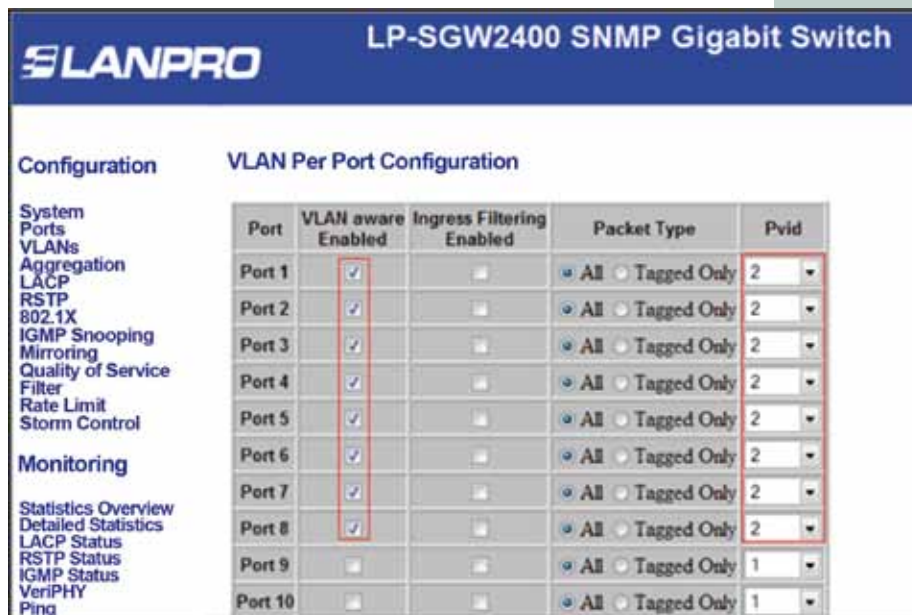 LANPRO
LP-SGW2400 SNMP Gigabit Switch
Configuration
System
Ports
VLANs
Aggregation
LACP
RSTP
802.1X
IGMP Snooping
Mirroring
Quality of Service
Filter
Rate Limit
Storm Control
Monitoring
Statistics Overview
Detailed Statistics
LACP Status
RSTP Status
IGMP Status
VeriPHY
Ping
VLAN Per Port Configuration
Port VLAN aware Enabled Ingress Filtering Enabled Packet Type Pvid
Port 1 All Tagged Only 2
Port 2 All Tagged Only 2
Port 3 All Tagged Only 2
Port 4 All Tagged Only 2
Port 5 All Tagged Only 2
Port 6 All Tagged Only 2
Port 7 All Tagged Only 2
Port 8 All Tagged Only 2
Port 9 All Tagged Only 1
Port 10 All Tagged Only 1